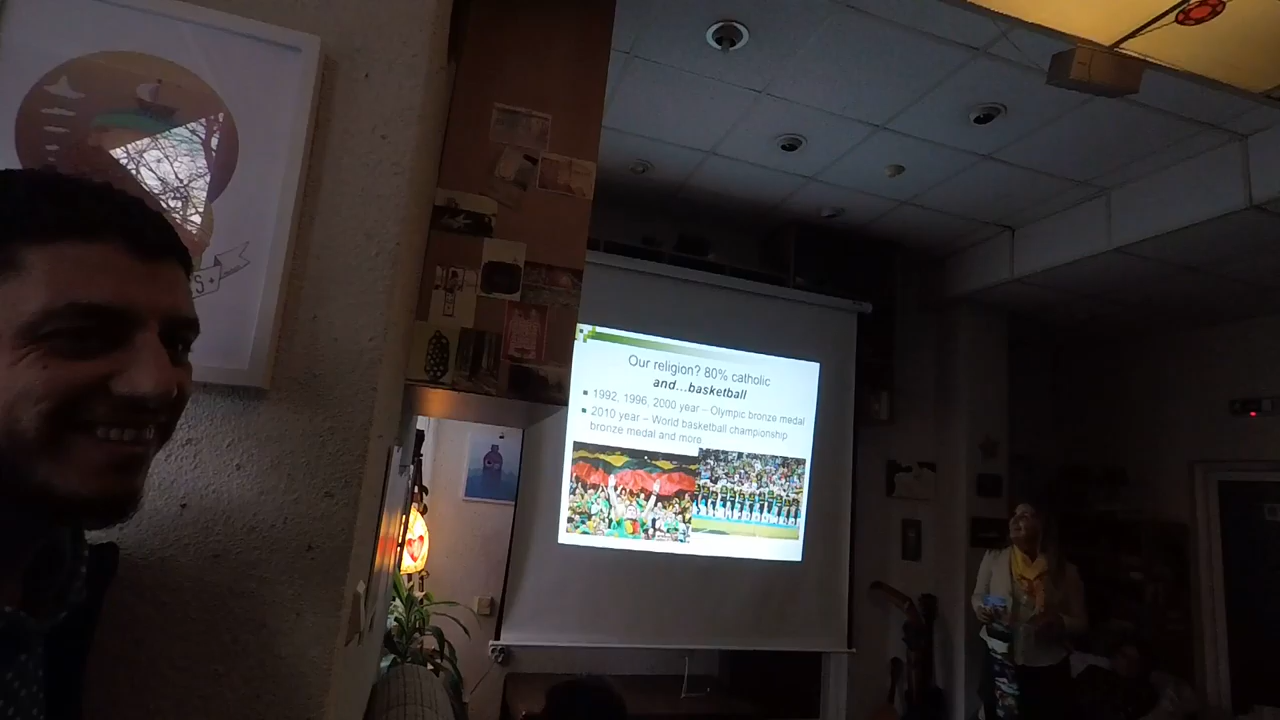 Our religion? 80% catholic
and...basketball
1992, 1996, 2000 year – Olympic bronze medal
2010 year – World basketball championship
bronze medal and more.